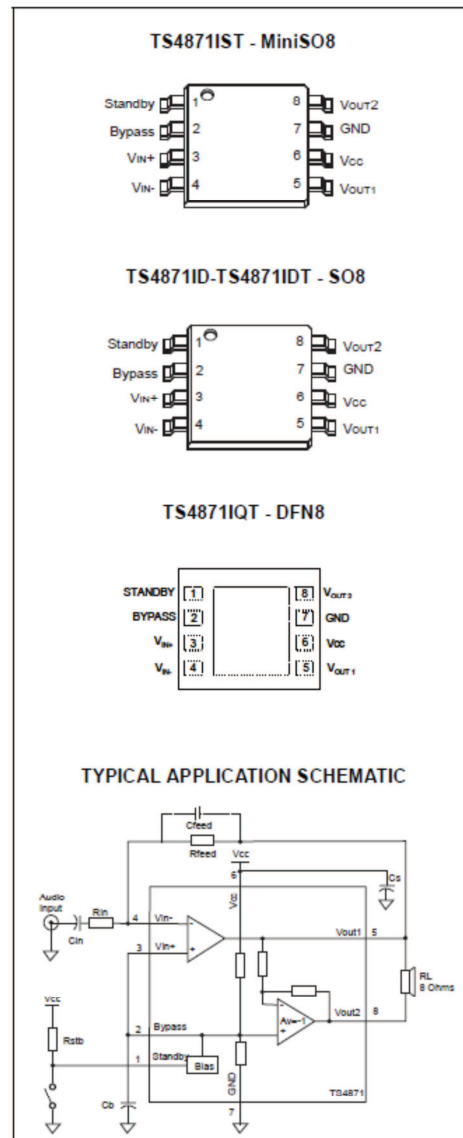 TS4871IST - MiniSO8
Standby 1 8 VOUT2
Bypass 2 7 GND
VIN+ 3 6 Vcc
VIN- 4 5 VOUT1
TS4871ID-TS4871IDT - SO8
Standby 1 8 VOUT2
Bypass 2 7 GND
VIN+ 3 6 Vcc
VIN- 4 5 VOUT1
TS4871IQT - DFN8
STANDBY 1 8 VOUT2
BYPASS 2 7 GND
VIN+ 3 6 Vcc
VIN- 4 5 VOUT1
TYPICAL APPLICATION SCHEMATIC
Cfeed
Rfeed
Vcc
6
Cs
Vcc
Audio
Input
Rin
Cin
4 Vin-
-
Vout1 5
3 Vin+
+
RL
8 Ohms
Vcc
Rstb
2 Bypass
-
Av=-1
+
Vout2 8
1 Standby
Bias
GND
TS4871
Cb
7